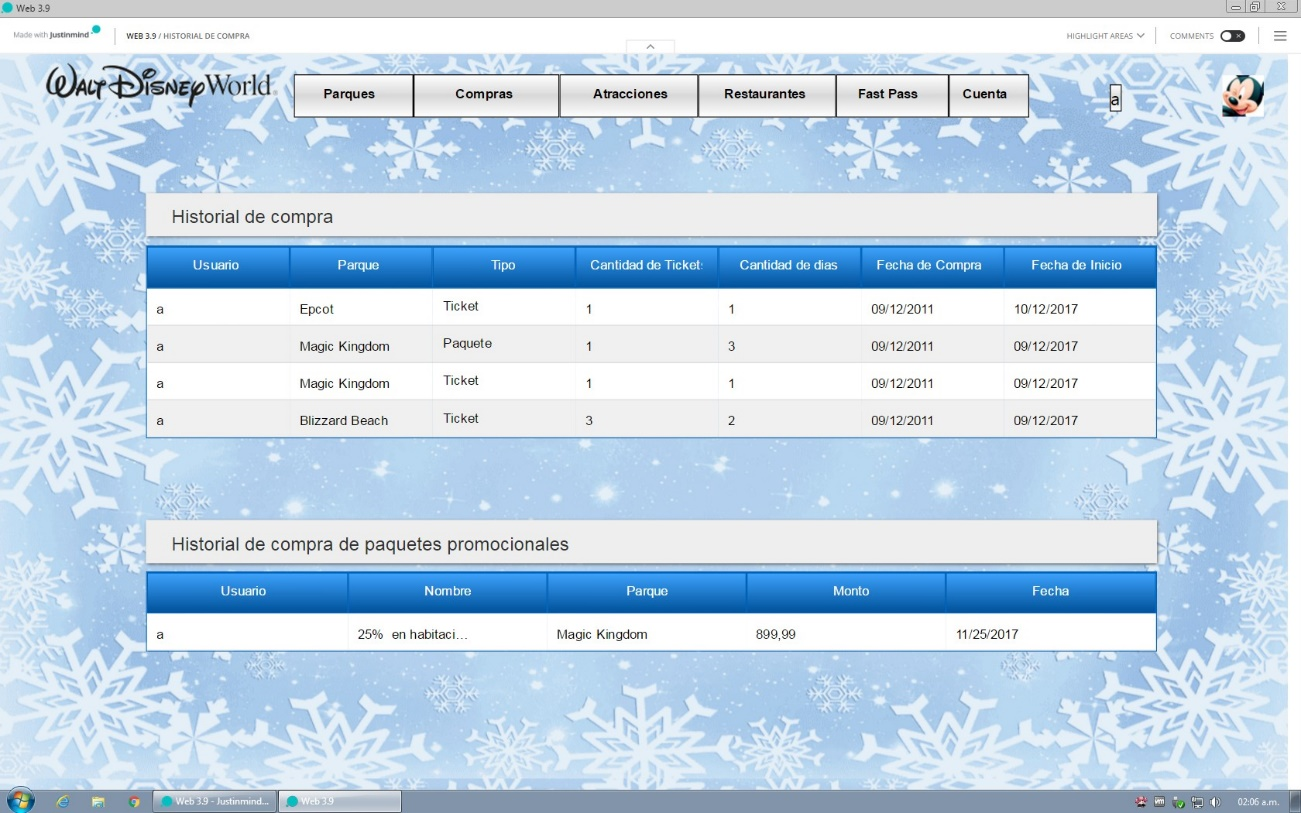 Web 3.9
Made with Justinmind
WEB 3.9 / HISTORIAL DE COMPRA
HIGHLIGHT AREAS
COMMENTS
WALT DISNEY World
Parques Compras Atracciones Restaurantes Fast Pass Cuenta
a
Historial de compra
Usuario Parque Tipo Cantidad de Ticket Cantidad de dias Fecha de Compra Fecha de Inicio
a Epcot Ticket 1 1 09/12/2011 10/12/2017
a Magic Kingdom Paquete 1 3 09/12/2011 09/12/2017
a Magic Kingdom Ticket 1 1 09/12/2011 09/12/2017
a Blizzard Beach Ticket 3 2 09/12/2011 09/12/2017
Historial de compra de paquetes promocionales
Usuario Nombre Parque Monto Fecha
a 25% en habitaci... Magic Kingdom 899,99 11/25/2017
Web 3.9 - Justinmind...
Web 3.9
02:06 a.m.